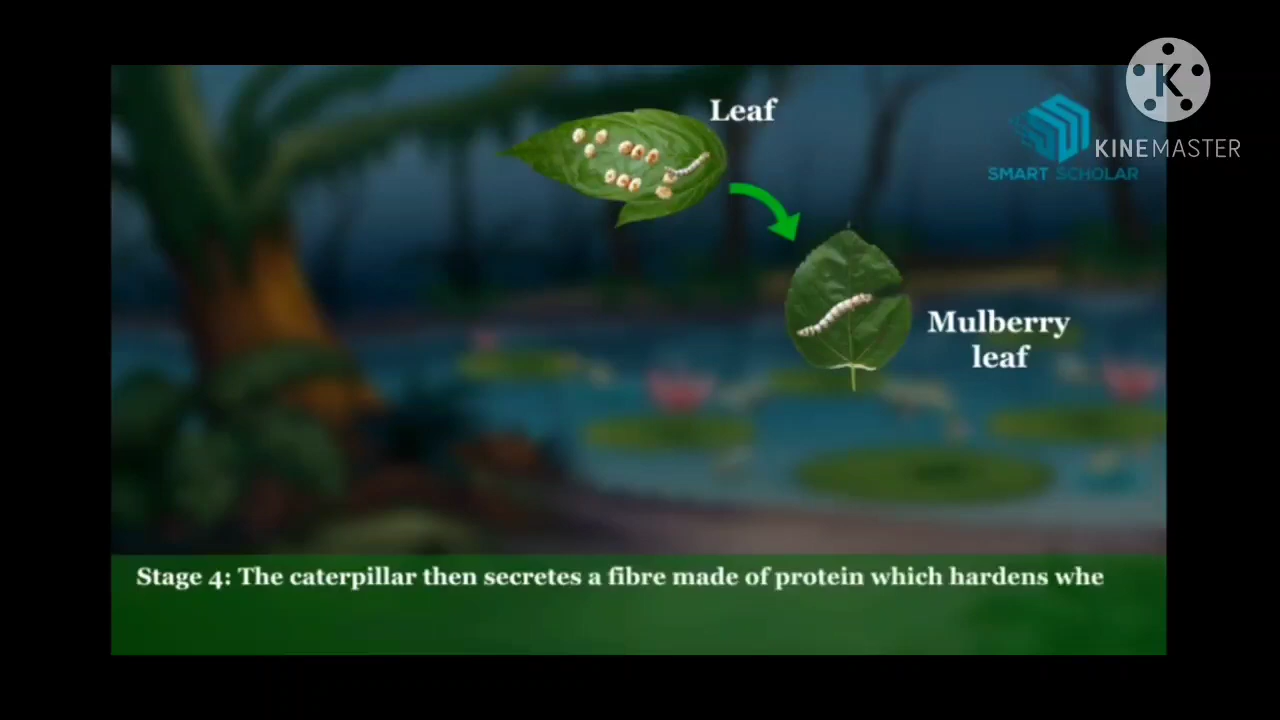 Leaf
K
KINEMASTER
SMART SCHOLAR
Mulberry
leaf
Stage 4: The caterpillar then secretes a fibre made of protein which hardens whe